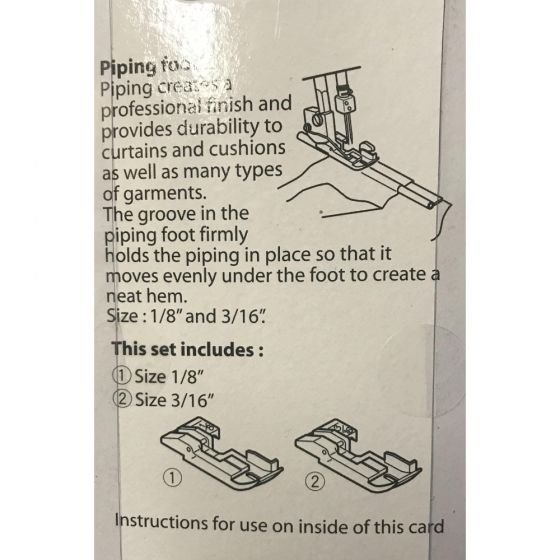 Piping foot
Piping creates a
professional finish and
provides durability to
curtains and cushions
as well as many types
of garments.
The groove in the
piping foot firmly
holds the piping in place so that it
moves evenly under the foot to create a
neat hem.
Size : 1/8" and 3/16".
This set includes :
① Size 1/8"
② Size 3/16"
① ②
Instructions for use on inside of this card